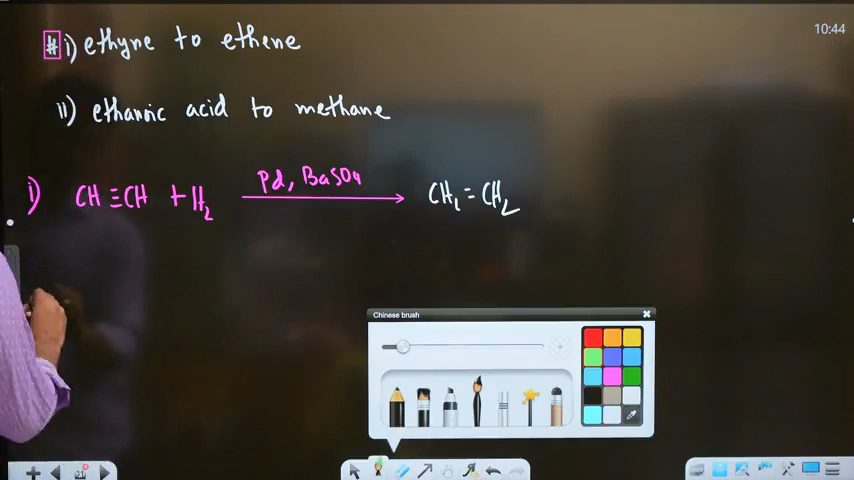 # i) ethyne to ethene
10:44
ii) ethanoic acid to methane
i) CH≡CH + H₂ Pd, BaSO₄ CH₂=CH₂
Chinese brush
21